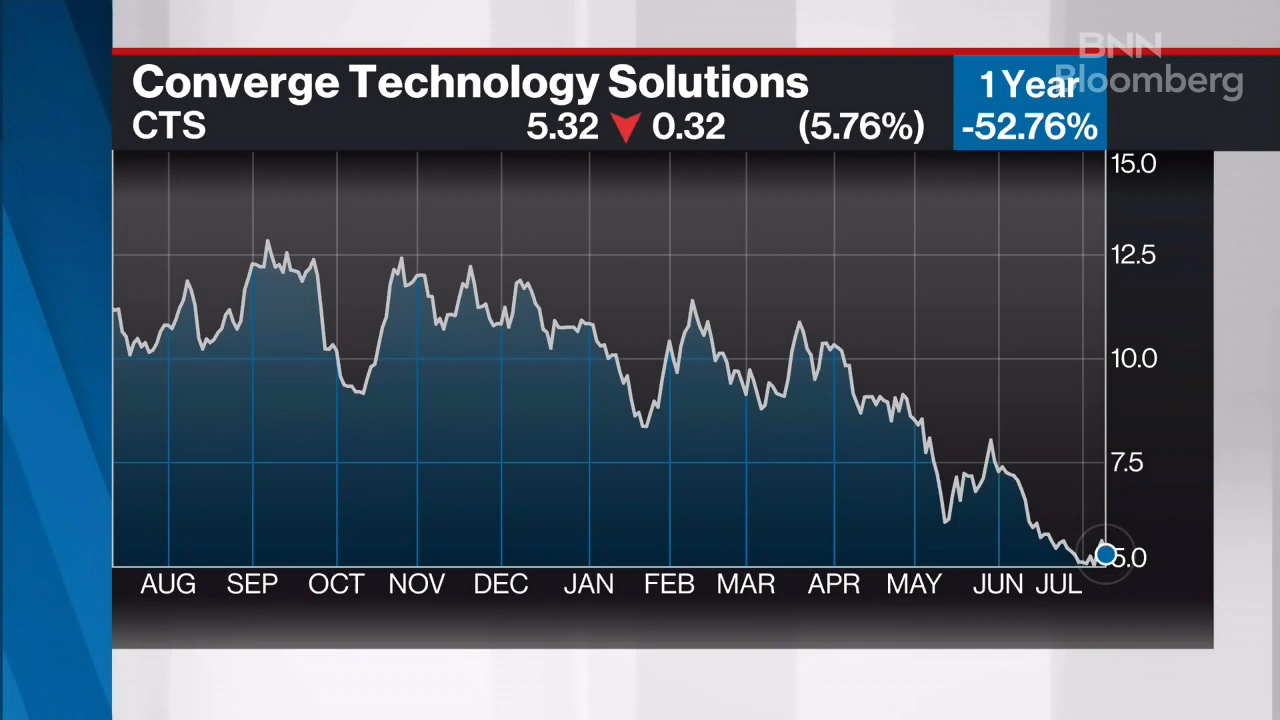 BNN
Bloomberg
Converge Technology Solutions
CTS 5.32 0.32 (5.76%)
1 Year
-52.76%
15.0
12.5
10.0
7.5
5.0
AUG SEP OCT NOV DEC JAN FEB MAR APR MAY JUN JUL